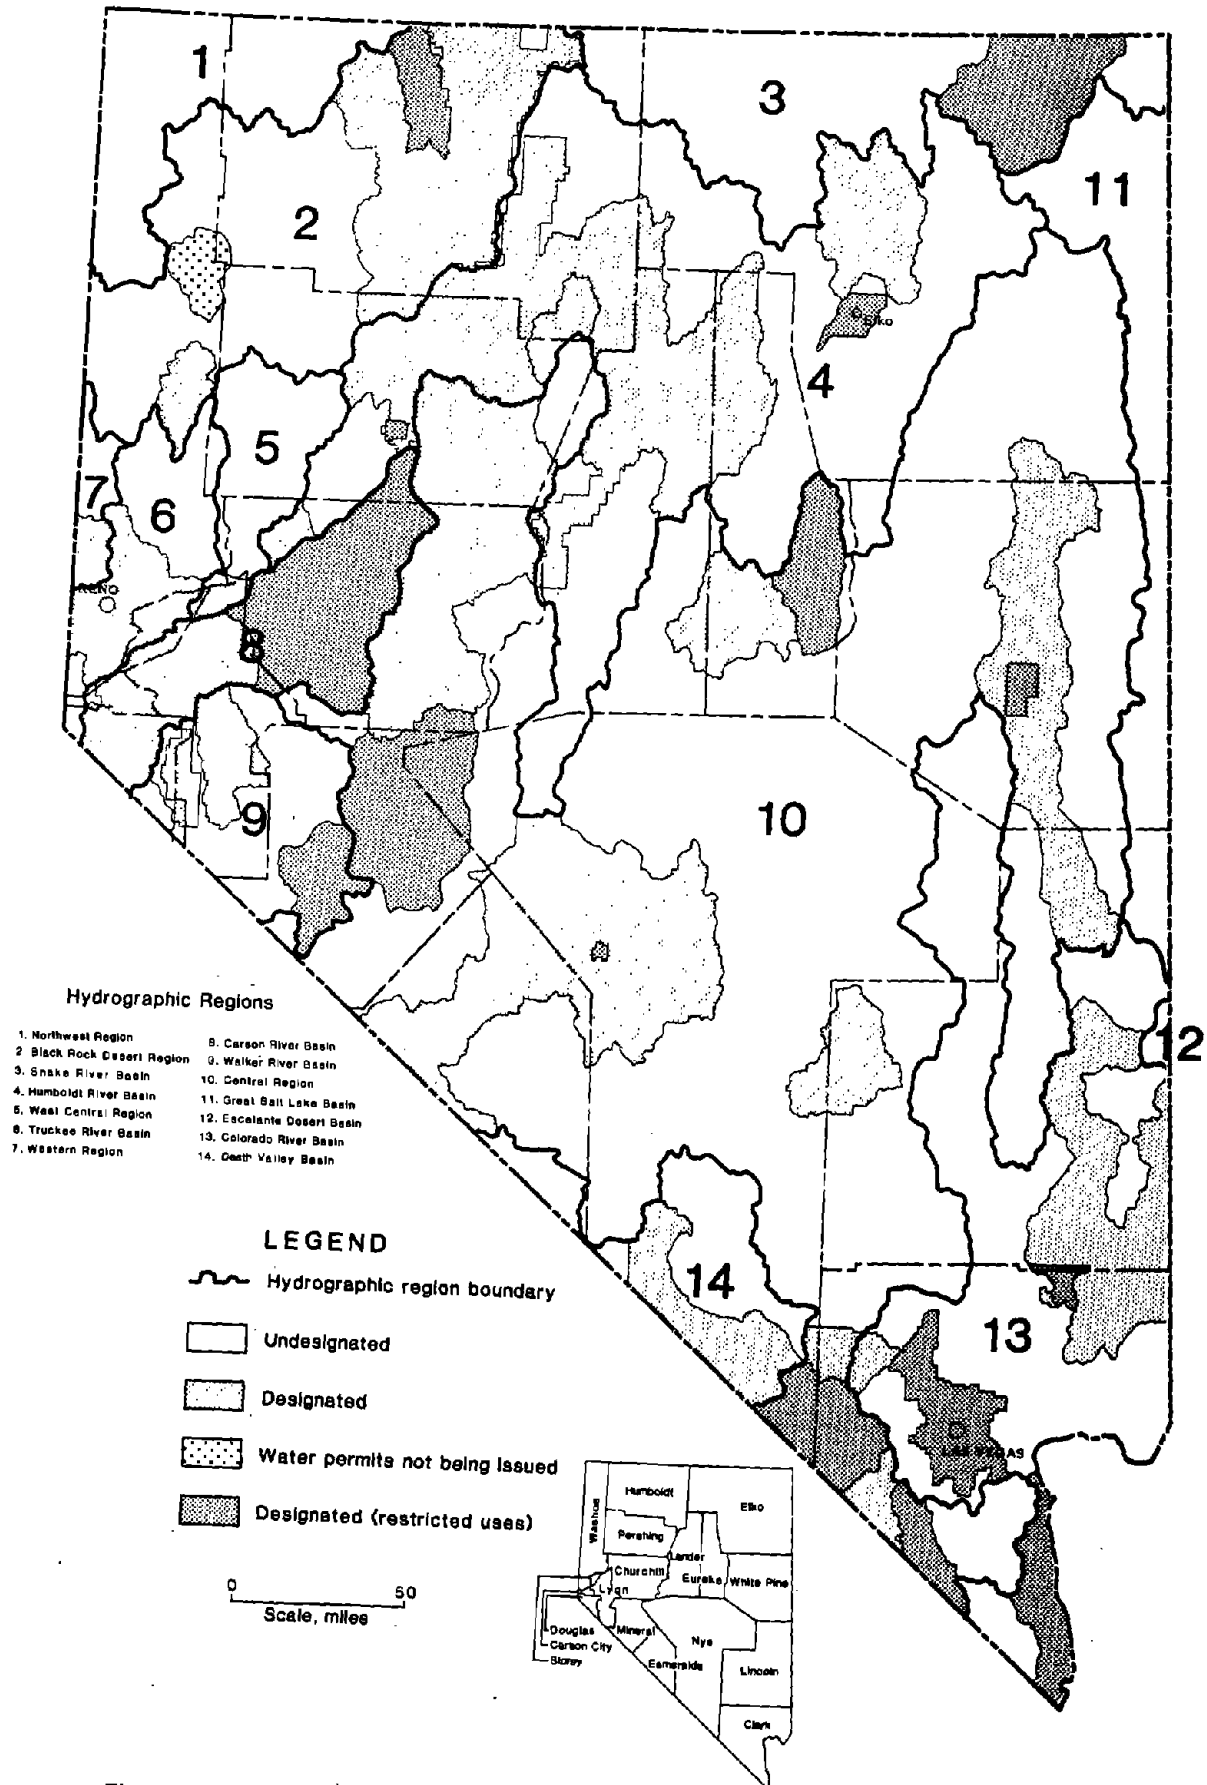 1
3
11
2
Elko
4
5
7
6
RENO
8
9
10
Hydrographic Regions
1. Northwest Region
2 Black Rock Desert Region
3. Snake River Basin
4. Humboldt River Basin
5. West Central Region
6. Truckee River Basin
7. Western Region
8. Carson River Basin
9. Walker River Basin
10. Central Region
11. Great Salt Lake Basin
12. Escalante Desert Basin
13. Colorado River Basin
14. Death Valley Basin
12
LEGEND
Hydrographic region boundary
Undesignated
Designated
Water permits not being issued
Designated (restricted uses)
14
13
LAS VEGAS
0 50
Scale, miles
Humboldt
Elko
Washoe
Pershing
Lander
Churchill
Eureka
White Pine
Lyon
Douglas
Carson City
Storey
Mineral
Nye
Esmeralda
Lincoln
Clark